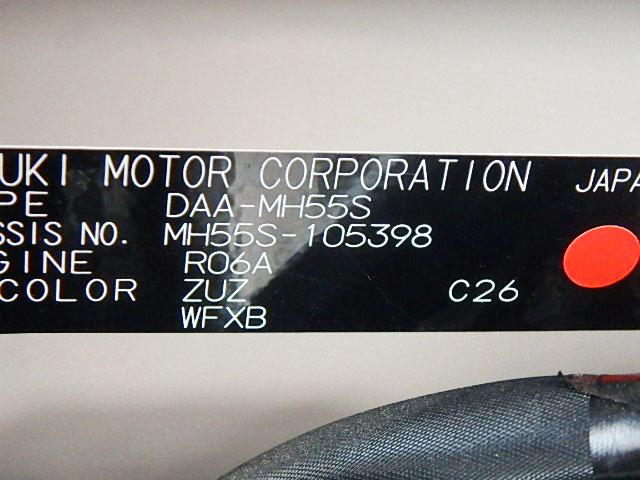 UKI MOTOR CORPORATION JAPA
PE DAA-MH55S
SSIS NO. MH55S-105398
GINE R06A
COLOR ZUZ C26
WFXB